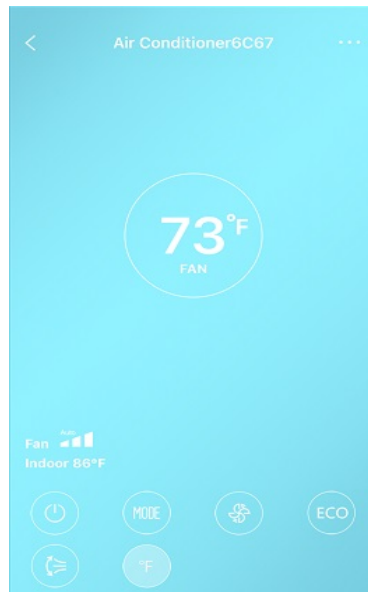 Air Conditioner6C67
73°F
FAN
Auto
Fan
Indoor 86°F
MODE
ECO
°F